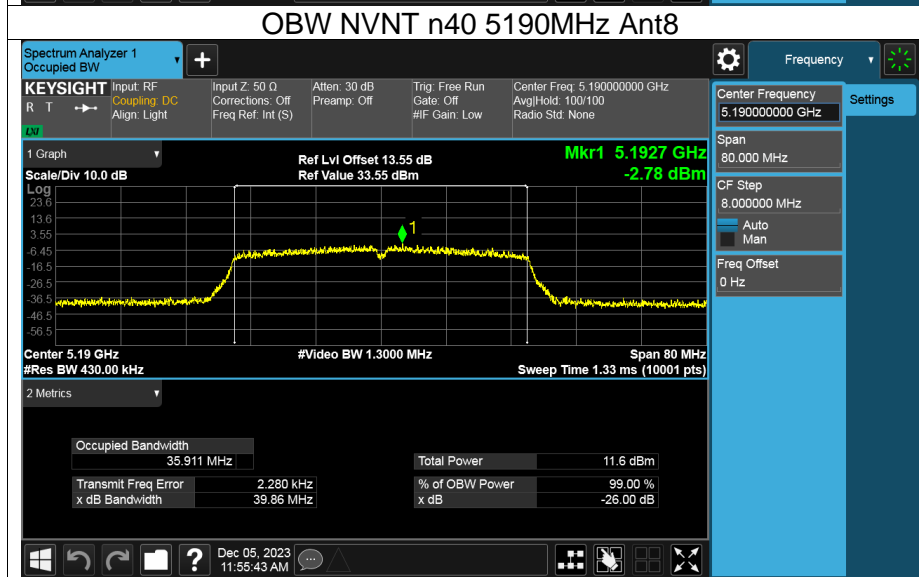 OBW NVNT n40 5190MHz Ant8
Spectrum Analyzer 1
Occupied BW
+
Frequency
KEYSIGHT
R T
LXI
Input: RF
Coupling: DC
Align: Light
Input Z: 50 Ω
Corrections: Off
Freq Ref: Int (S)
Atten: 30 dB
Preamp: Off
Trig: Free Run
Gate: Off
#IF Gain: Low
Center Freq: 5.190000000 GHz
Avg|Hold: 100/100
Radio Std: None
Center Frequency
5.190000000 GHz
Settings
Span
80.000 MHz
CF Step
8.000000 MHz
Auto
Man
Freq Offset
0 Hz
1 Graph
Scale/Div 10.0 dB
Ref Lvl Offset 13.55 dB
Ref Value 33.55 dBm
Mkr1 5.1927 GHz
-2.78 dBm
Log
23.6
13.6
3.55
-6.45
-16.5
-26.5
-36.5
-46.5
-56.5
1
Center 5.19 GHz
#Res BW 430.00 kHz
#Video BW 1.3000 MHz
Span 80 MHz
Sweep Time 1.33 ms (10001 pts)
2 Metrics
Occupied Bandwidth
35.911 MHz
Total Power 11.6 dBm
Transmit Freq Error 2.280 kHz
% of OBW Power 99.00 %
x dB Bandwidth 39.86 MHz
x dB -26.00 dB
?
Dec 05, 2023
11:55:43 AM